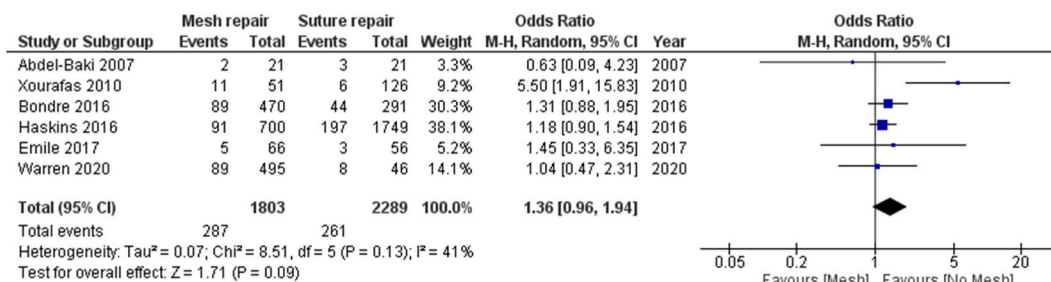 Mesh repair Suture repair Odds Ratio Odds Ratio
Study or Subgroup Events Total Events Total Weight M-H, Random, 95% CI Year M-H, Random, 95% CI
Abdel-Baki 2007 2 21 3 21 3.3% 0.63 [0.09, 4.23] 2007
Xourafas 2010 11 51 6 126 9.2% 5.50 [1.91, 15.83] 2010
Bondre 2016 89 470 44 291 30.3% 1.31 [0.88, 1.95] 2016
Haskins 2016 91 700 197 1749 38.1% 1.18 [0.90, 1.54] 2016
Emile 2017 5 66 3 56 5.2% 1.45 [0.33, 6.35] 2017
Warren 2020 89 495 8 46 14.1% 1.04 [0.47, 2.31] 2020
Total (95% CI) 1803 2289 100.0% 1.36 [0.96, 1.94]
Total events 287 261
Heterogeneity: Tau² = 0.07; Chi² = 8.51, df = 5 (P = 0.13); I² = 41%
Test for overall effect: Z = 1.71 (P = 0.09)
0.05 0.2 1 5 20
Favours [Mesh] Favours [No Mesh]